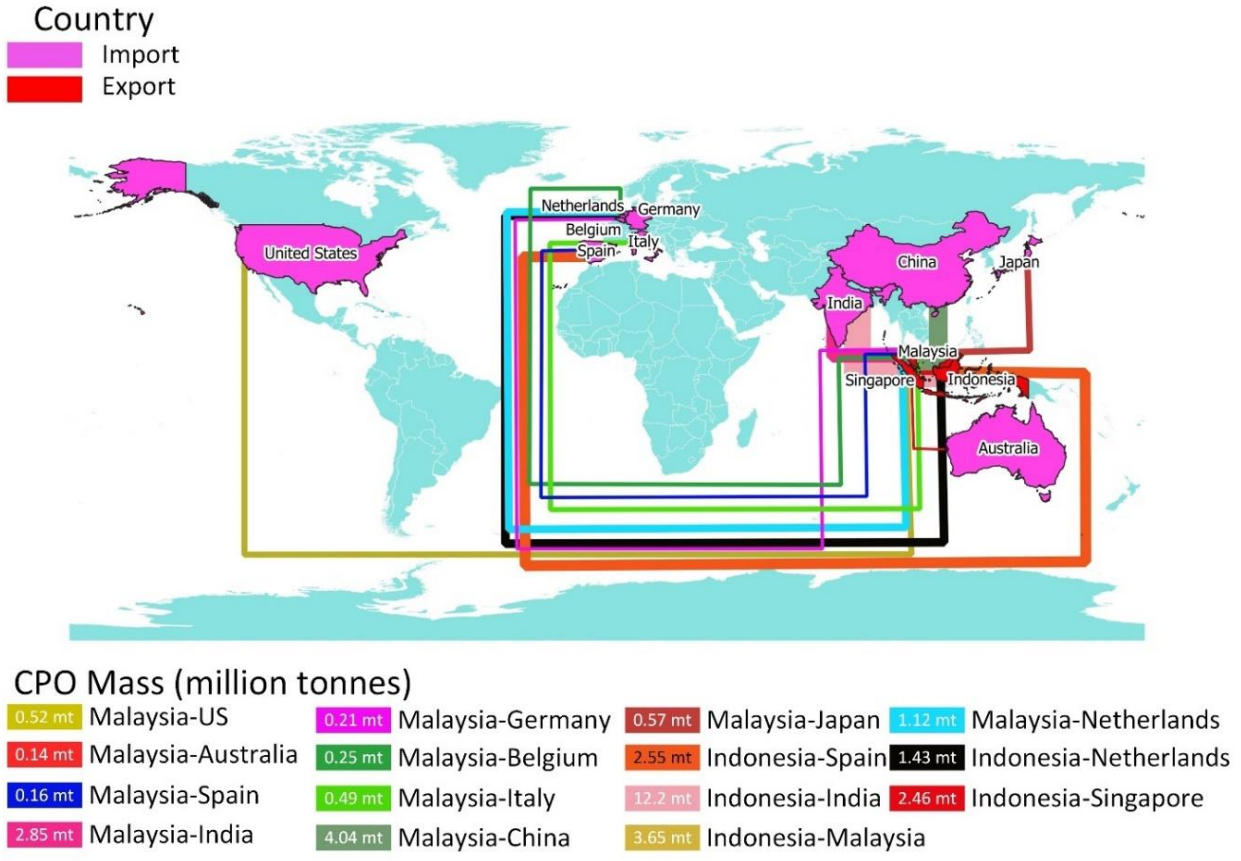 Country
Import
Export
Netherlands
Germany
Belgium
Italy
Spain
United States
China
Japan
India
Malaysia
Singapore
Indonesia
Australia
CPO Mass (million tonnes)
0.52 mt Malaysia-US
0.21 mt Malaysia-Germany
0.57 mt Malaysia-Japan
1.12 mt Malaysia-Netherlands
0.14 mt Malaysia-Australia
0.25 mt Malaysia-Belgium
2.55 mt Indonesia-Spain
1.43 mt Indonesia-Netherlands
0.16 mt Malaysia-Spain
0.49 mt Malaysia-Italy
12.2 mt Indonesia-India
2.46 mt Indonesia-Singapore
2.85 mt Malaysia-India
4.04 mt Malaysia-China
3.65 mt Indonesia-Malaysia